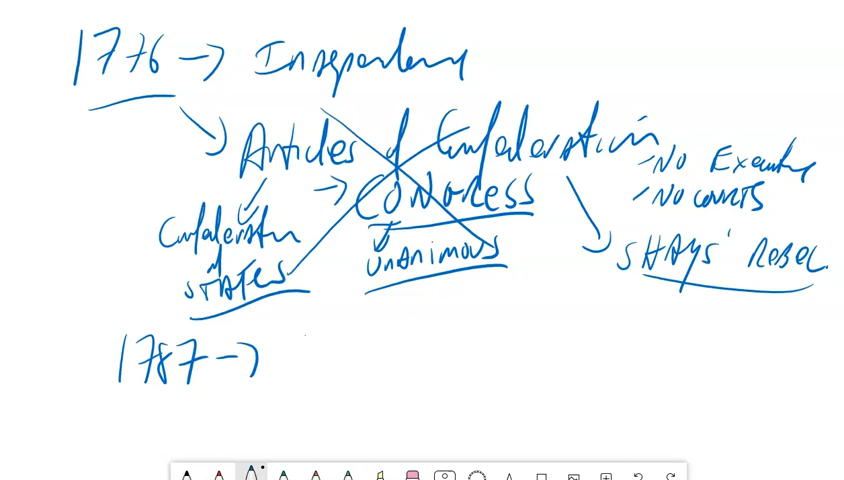 1776 → Independence
Articles of Confederation
No Executive
No COURTS
→ CONGRESS
Confederation
of
STATES
UNANIMOUS
SHAYS' REBEL.
1787 →